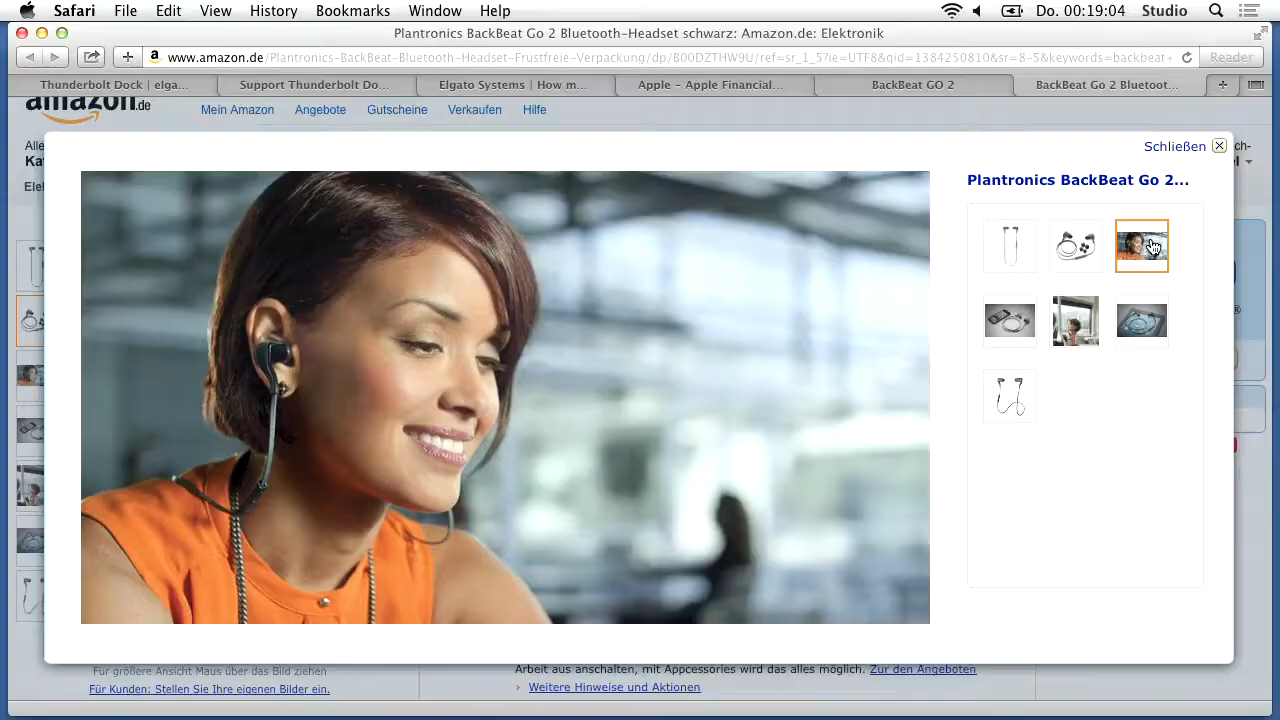 Safari File Edit View History Bookmarks Window Help Do. 00:19:04 Studio
Plantronics BackBeat Go 2 Bluetooth-Headset schwarz: Amazon.de: Elektronik
www.amazon.de/Plantronics-BackBeat-Bluetooth-Headset-Frustfreie-Verpackung/dp/B00DZTHW9U/ref=sr_1_5?ie=UTF8&qid=1384250810&sr=8-5&keywords=backbeat+ Reader
Thunderbolt Dock | elga... Support Thunderbolt Do... Elgato Systems | How m... Apple – Apple Financial... BackBeat GO 2 BackBeat Go 2 Bluetoot...
amazon.de Mein Amazon Angebote Gutscheine Verkaufen Hilfe
Alle
Ka
Elek
Schließen
Plantronics BackBeat Go 2...
Für größere Ansicht Maus über das Bild ziehen
Für Kunden: Stellen Sie Ihre eigenen Bilder ein.
Arbeit aus anschalten, mit Appcessories wird das alles möglich. Zur den Angeboten
› Weitere Hinweise und Aktionen